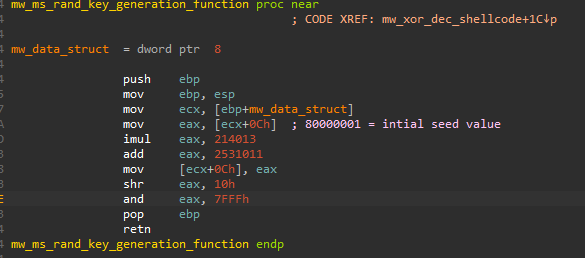 mw_ms_rand_key_generation_function proc near
; CODE XREF: mw_xor_dec_shellcode+1C↓p
mw_data_struct = dword ptr 8
push ebp
mov ebp, esp
mov ecx, [ebp+mw_data_struct]
mov eax, [ecx+0Ch] ; 80000001 = intial seed value
imul eax, 214013
add eax, 2531011
mov [ecx+0Ch], eax
shr eax, 10h
and eax, 7FFFh
pop ebp
retn
mw_ms_rand_key_generation_function endp